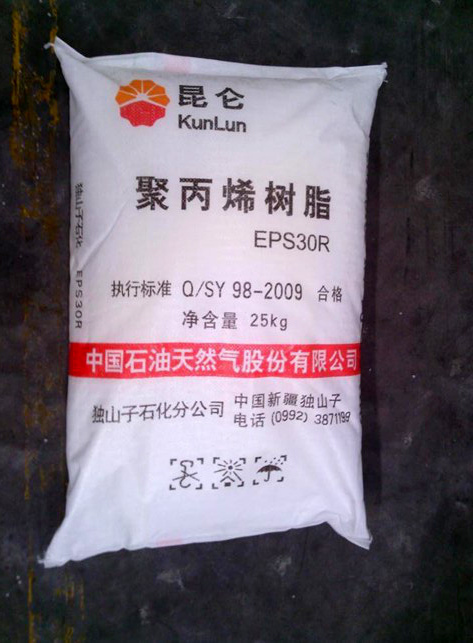 昆仑
KunLun
聚丙烯树脂
EPS30R
执行标准 Q/SY 98-2009 合格
净含量 25kg
中国石油天然气股份有限公司
独山子石化分公司
中国新疆独山子
电话 (0992) 3871199
独山子石化 EPS30R